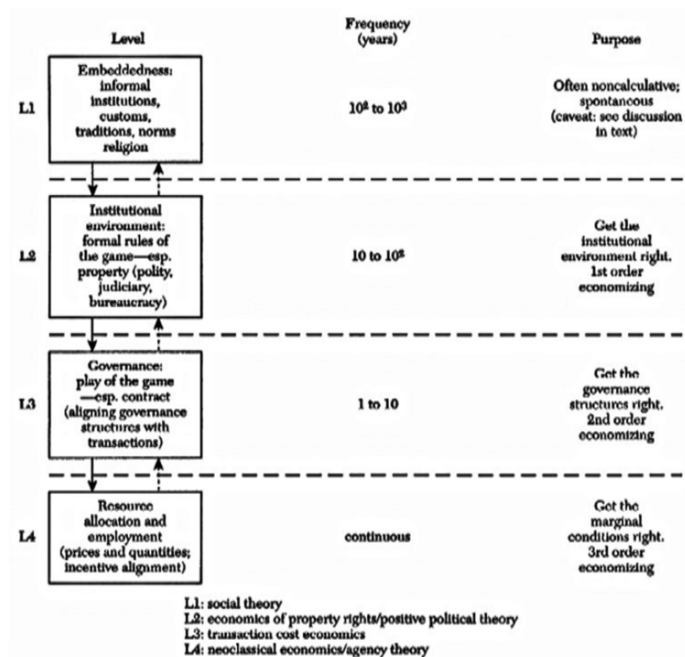 Level
Frequency
(years)
Purpose
L1
Embeddedness:
informal
institutions,
customs,
traditions, norms
religion
10² to 10³
Often noncalculative;
spontaneous
(caveat: see discussion
in text)
L2
Institutional
environment:
formal rules of
the game—esp.
property (polity,
judiciary,
bureaucracy)
10 to 10²
Get the
institutional
environment right.
1st order
economizing
L3
Governance:
play of the game
—esp. contract
(aligning governance
structures with
transactions)
1 to 10
Get the
governance
structures right.
2nd order
economizing
L4
Resource
allocation and
employment
(prices and quantities;
incentive alignment)
continuous
Get the
marginal
conditions right.
3rd order
economizing
L1: social theory
L2: economics of property rights/positive political theory
L3: transaction cost economics
L4: neoclassical economics/agency theory